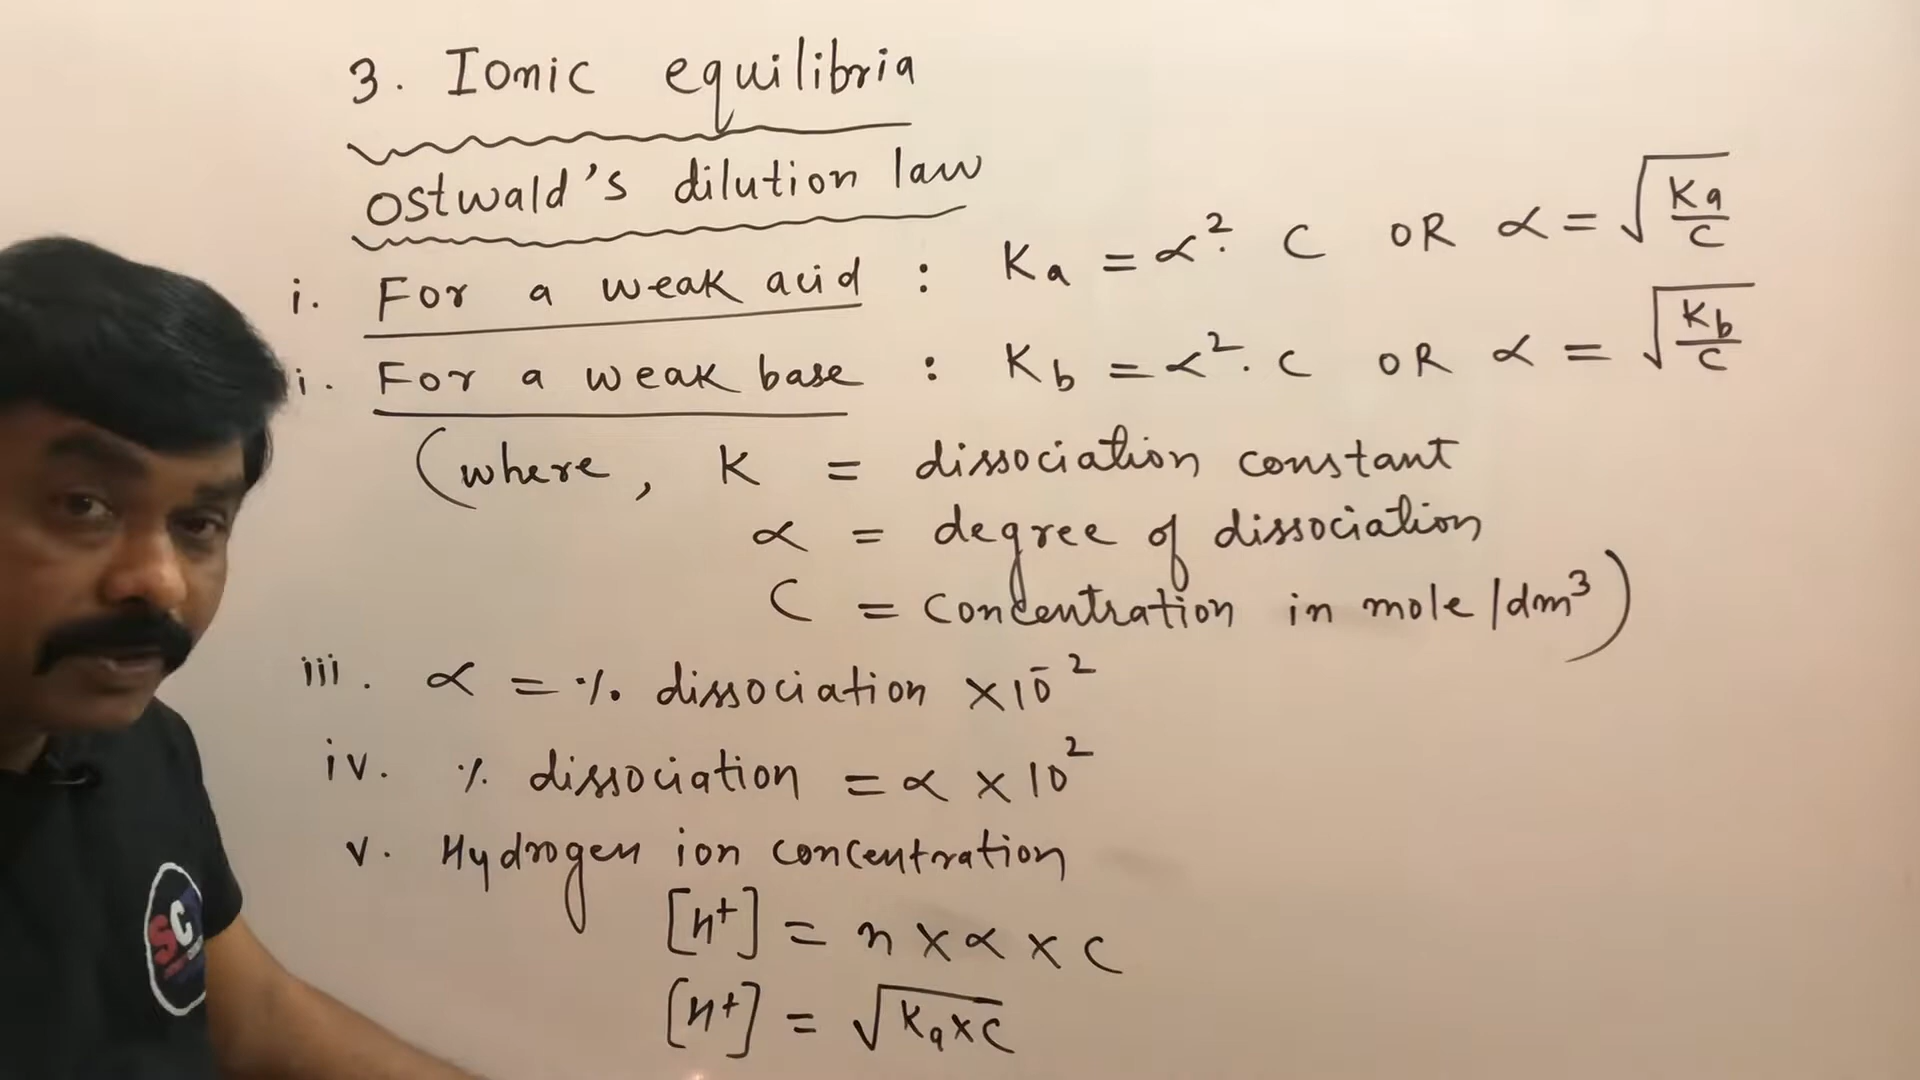 3. Ionic equilibria
Ostwald's dilution law
i. For a weak acid : Ka = α². C OR α = √(Ka/C)
i. For a weak base : Kb = α². C OR α = √(Kb/C)
(where, K = dissociation constant
α = degree of dissociation
C = concentration in mole/dm³)
iii. α = % dissociation ×10⁻²
iv. % dissociation = α × 10²
v. Hydrogen ion concentration
[H⁺] = n × α × C
[H⁺] = √(Ka×C)
SC